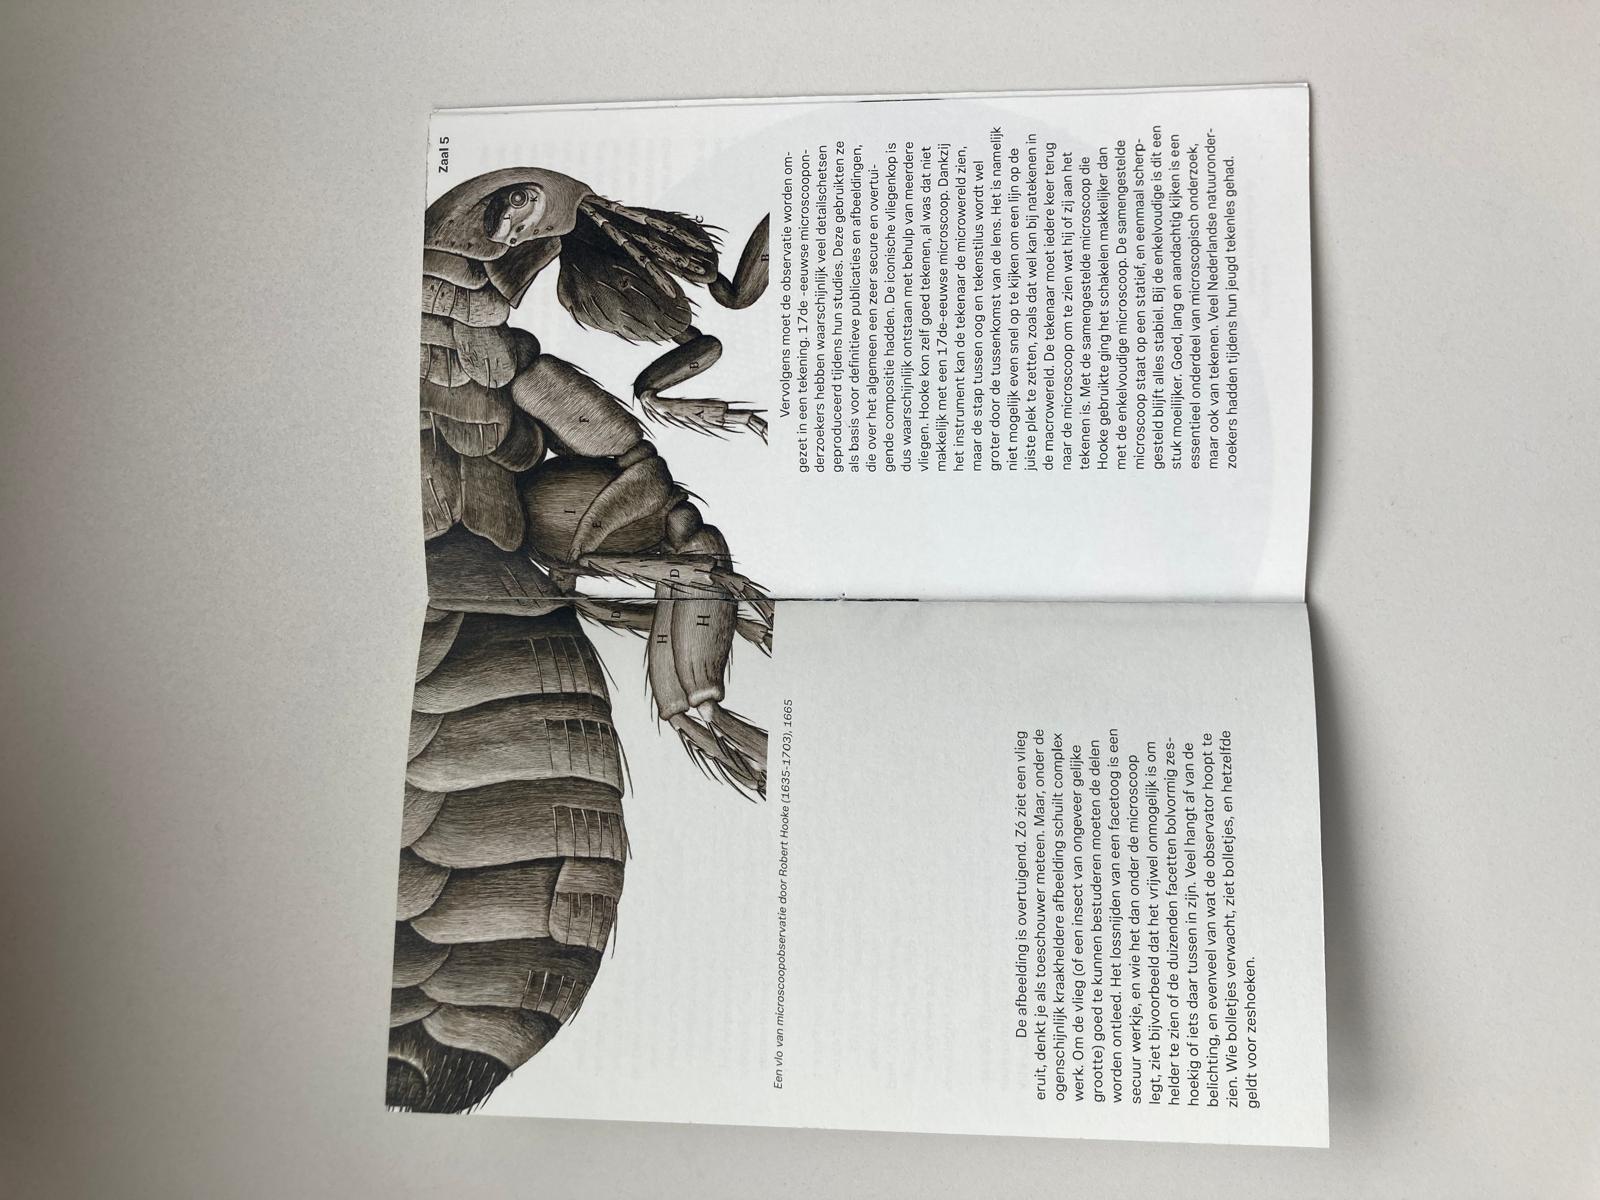 Zaal 5
I
E
F
D
H
H
D
A
B
C
B
K
Een vlo van microscoopobservatie door Robert Hooke (1635-1703), 1665
De afbeelding is overtuigend. Zó ziet een vlieg
eruit, denkt je als toeschouwer meteen. Maar, onder de
ogenschijnlijk kraakheldere afbeelding schuilt complex
werk. Om de vlieg (of een insect van ongeveer gelijke
grootte) goed te kunnen bestuderen moeten de delen
worden ontleed. Het lossnijden van een facetoog is een
secuur werkje, en wie het dan onder de microscoop
legt, ziet bijvoorbeeld dat het vrijwel onmogelijk is om
helder te zien of de duizenden facetten bolvormig zes-
hoekig of iets daar tussen in zijn. Veel hangt af van de
belichting, en evenveel van wat de observator hoopt te
zien. Wie bolletjes verwacht, ziet bolletjes, en hetzelfde
geldt voor zeshoeken.
Vervolgens moet de observatie worden om-
gezet in een tekening. 17de -eeuwse microscoopon-
derzoekers hebben waarschijnlijk veel detailschetsen
geproduceerd tijdens hun studies. Deze gebruikten ze
als basis voor definitieve publicaties en afbeeldingen,
die over het algemeen een zeer secure en overtui-
gende compositie hadden. De iconische vliegenkop is
dus waarschijnlijk ontstaan met behulp van meerdere
vliegen. Hooke kon zelf goed tekenen, al was dat niet
makkelijk met een 17de-eeuwse microscoop. Dankzij
het instrument kan de tekenaar de microwereld zien,
maar de stap tussen oog en tekenstilus wordt wel
groter door de tussenkomst van de lens. Het is namelijk
niet mogelijk even snel op te kijken om een lijn op de
juiste plek te zetten, zoals dat wel kan bij natekenen in
de macrowereld. De tekenaar moet iedere keer terug
naar de microscoop om te zien wat hij of zij aan het
tekenen is. Met de samengestelde microscoop die
Hooke gebruikte ging het schakelen makkelijker dan
met de enkelvoudige microscoop. De samengestelde
microscoop staat op een statief, en eenmaal scherp-
gesteld blijft alles stabiel. Bij de enkelvoudige is dit een
stuk moeilijker. Goed, lang en aandachtig kijken is een
essentieel onderdeel van microscopisch onderzoek,
maar ook van tekenen. Veel Nederlandse natuuronder-
zoekers hadden tijdens hun jeugd tekenles gehad.